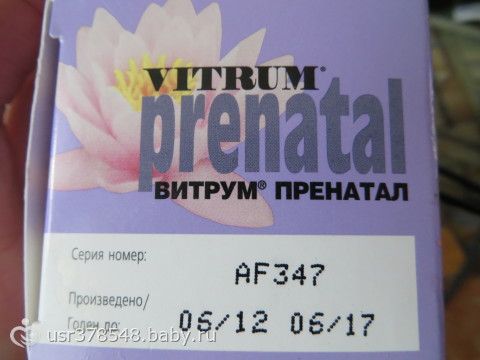 VITRUM®
prenatal
ВИТРУМ® ПРЕНАТАЛ
Серия номер:
AF347
Произведено/
Годен до:
06/12 06/17
usr378548.baby.ru